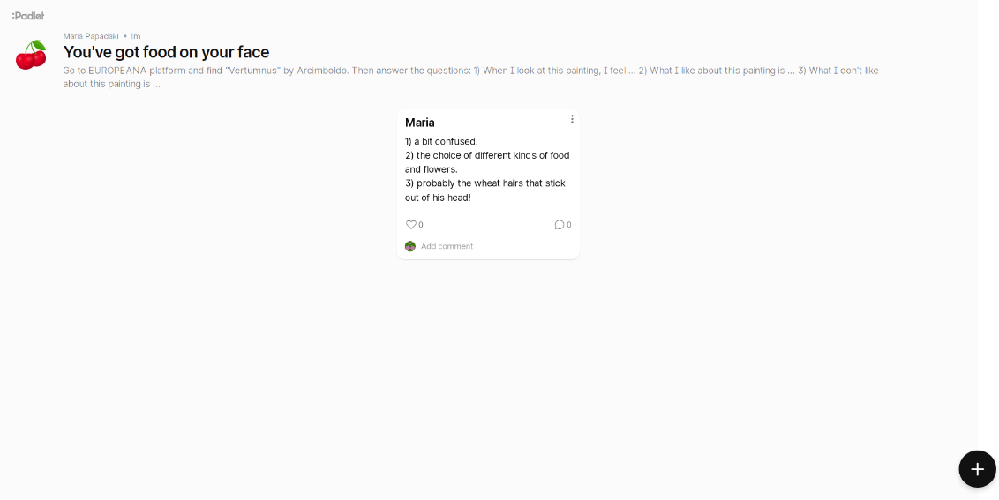 :Padlet
Maria Papadaki • 1m
You've got food on your face
Go to EUROPEANA platform and find "Vertumnus" by Arcimboldo. Then answer the questions: 1) When I look at this painting, I feel ... 2) What I like about this painting is ... 3) What I don’t like
about this painting is ...
Maria
1) a bit confused.
2) the choice of different kinds of food
and flowers.
3) probably the wheat hairs that stick
out of his head!
0
0
Add comment